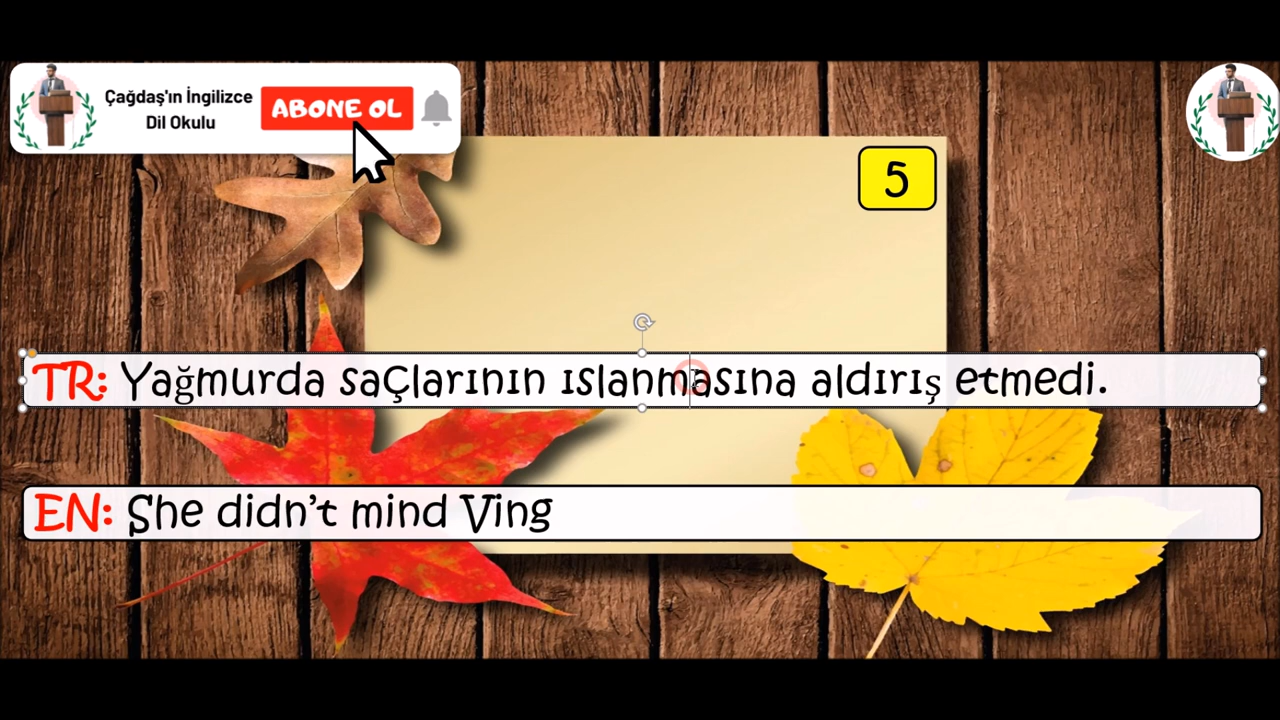 Çağdaş'ın İngilizce
Dil Okulu
ABONE OL
5
TR: Yağmurda saçlarının ıslanmasına aldırış etmedi.
EN: She didn't mind Ving